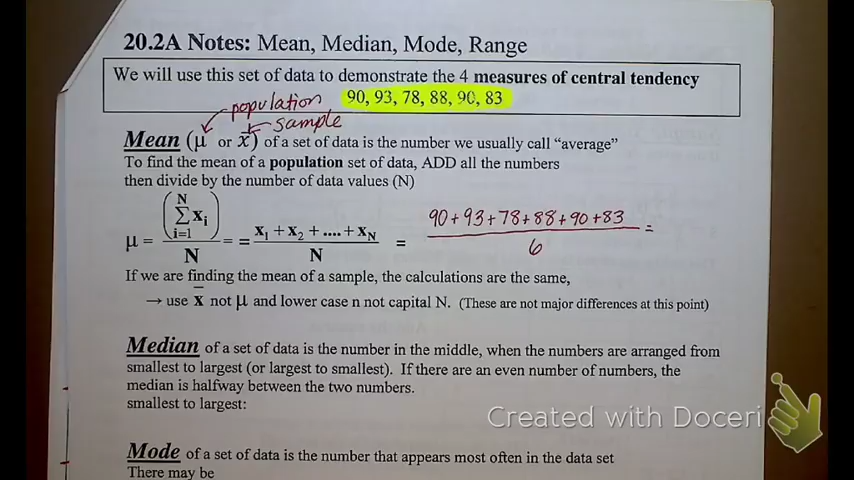 20.2A Notes: Mean, Median, Mode, Range
We will use this set of data to demonstrate the 4 measures of central tendency
90, 93, 78, 88, 90, 83
population
sample
Mean (μ or x̅) of a set of data is the number we usually call “average”
To find the mean of a population set of data, ADD all the numbers
then divide by the number of data values (N)
μ = (∑ᵢ₌₁ᴺ xᵢ) / N = = (x₁ + x₂ + .... + x_N) / N = (90+93+78+88+90+83) / 6 =
If we are finding the mean of a sample, the calculations are the same,
→ use x̅ not μ and lower case n not capital N. (These are not major differences at this point)
Median of a set of data is the number in the middle, when the numbers are arranged from
smallest to largest (or largest to smallest). If there are an even number of numbers, the
median is halfway between the two numbers.
smallest to largest:
Created with Doceri
Mode of a set of data is the number that appears most often in the data set
There may be